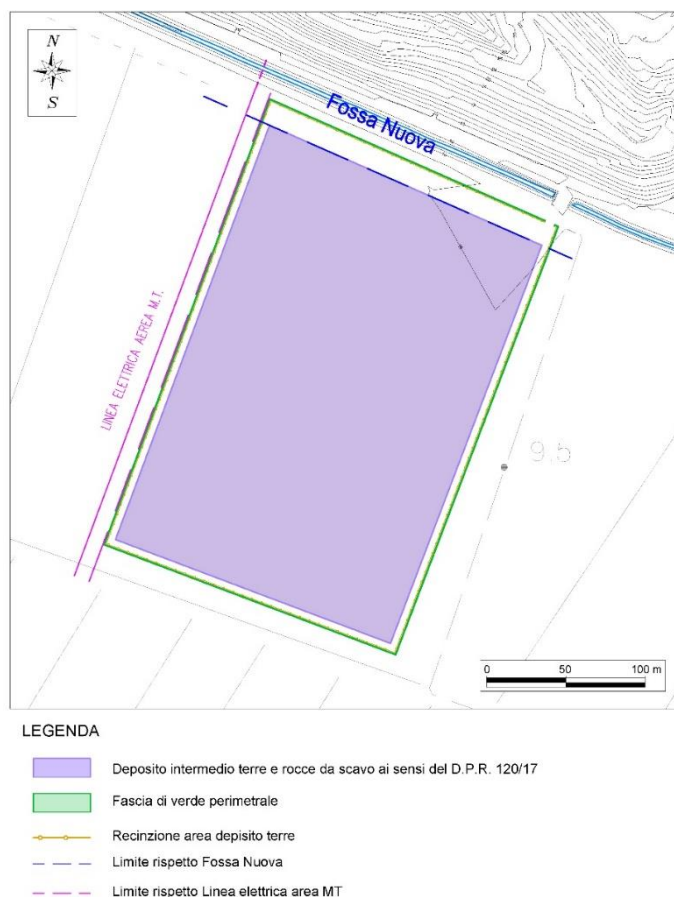 N
S
Fossa Nuova
LINEA ELETTRICA AEREA M.T.
9.5
0 50 100 m
LEGENDA
Deposito intermedio terre e rocce da scavo ai sensi del D.P.R. 120/17
Fascia di verde perimetrale
Recinzione area depisito terre
Limite rispetto Fossa Nuova
Limite rispetto Linea elettrica area MT